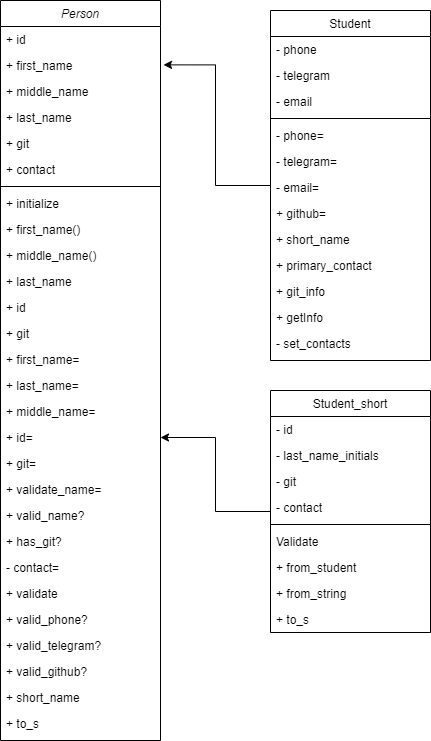 Person
+ id
+ first_name
+ middle_name
+ last_name
+ git
+ contact
+ initialize
+ first_name()
+ middle_name()
+ last_name
+ id
+ git
+ first_name=
+ last_name=
+ middle_name=
+ id=
+ git=
+ validate_name=
+ valid_name?
+ has_git?
- contact=
+ validate
+ valid_phone?
+ valid_telegram?
+ valid_github?
+ short_name
+ to_s
Student
- phone
- telegram
- email
- phone=
- telegram=
- email=
+ github=
+ short_name
+ primary_contact
+ git_info
+ getInfo
- set_contacts
Student_short
- id
- last_name_initials
- git
- contact
Validate
+ from_student
+ from_string
+ to_s